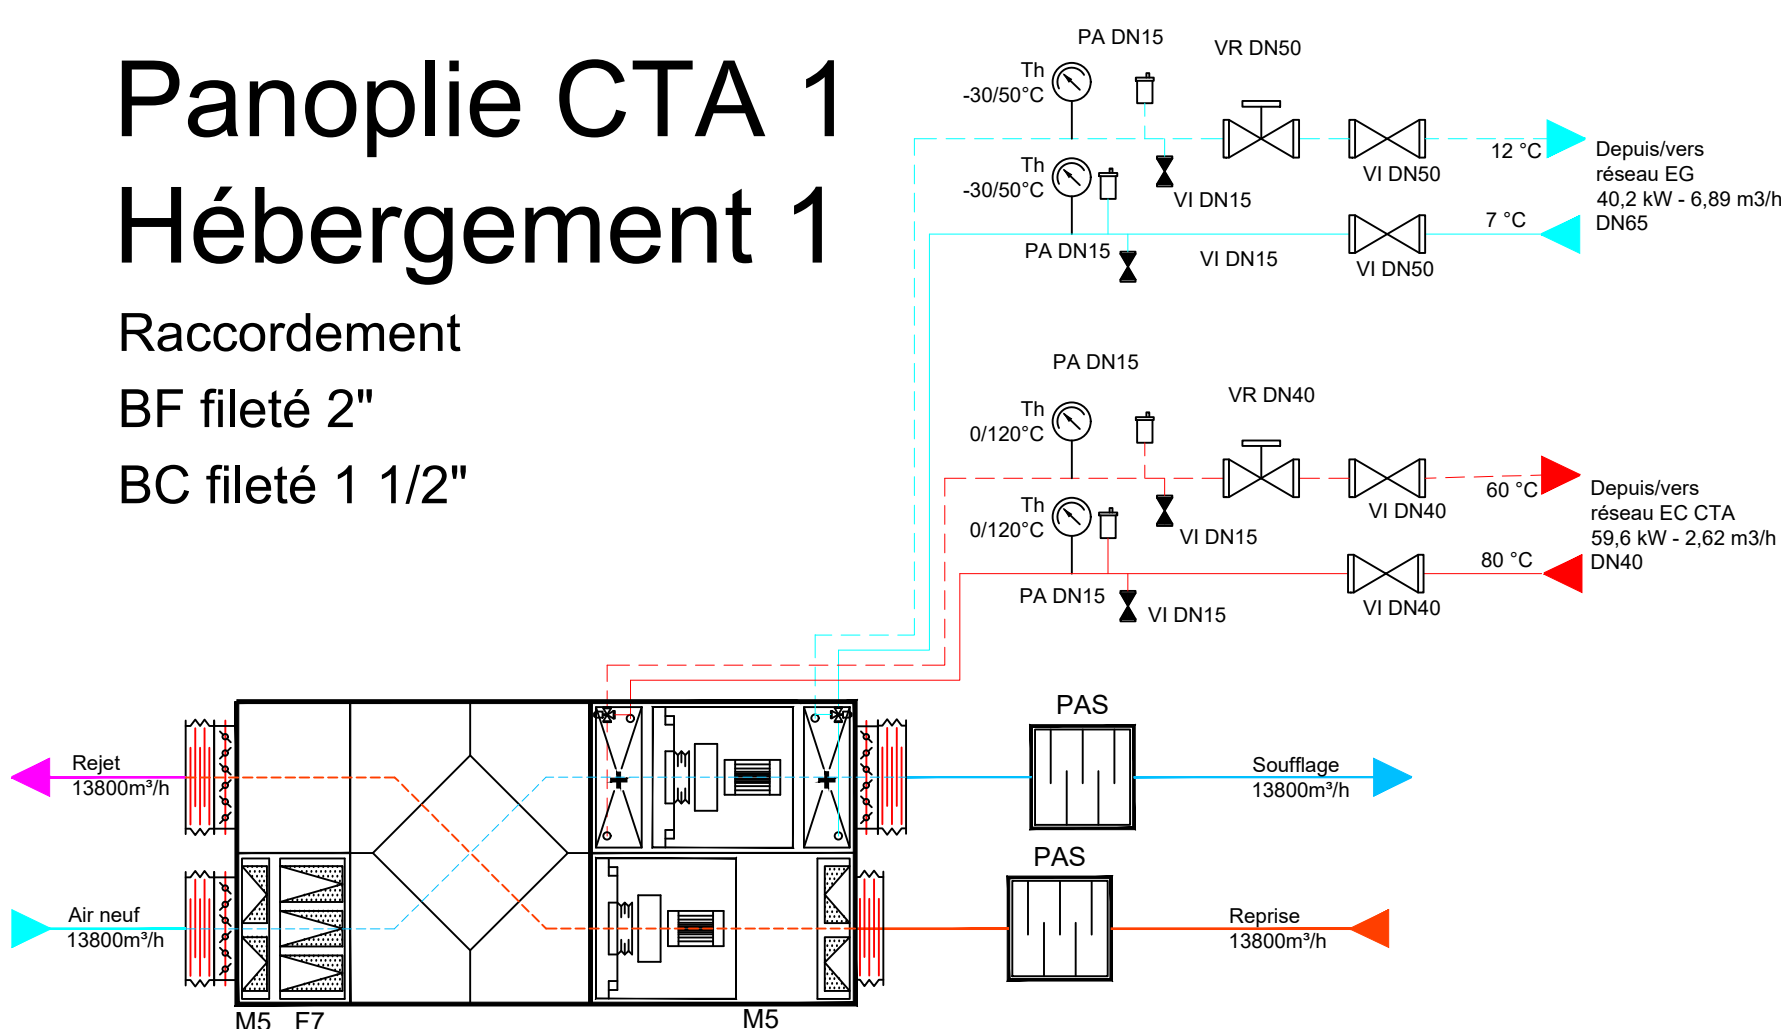 Panoplie CTA 1
Hébergement 1
Raccordement
BF fileté 2"
BC fileté 1 1/2"
PA DN15
VR DN50
Th
-30/50°C
12 °C
VI DN50
Depuis/vers
réseau EG
40,2 kW - 6,89 m3/h
DN65
Th
-30/50°C
VI DN15
7 °C
PA DN15
VI DN15
VI DN50
PA DN15
VR DN40
Th
0/120°C
60 °C
VI DN40
Depuis/vers
réseau EC CTA
59,6 kW - 2,62 m3/h
DN40
Th
0/120°C
VI DN15
80 °C
PA DN15
VI DN15
VI DN40
PAS
Rejet
13800m³/h
Soufflage
13800m³/h
PAS
Air neuf
13800m³/h
Reprise
13800m³/h
M5 F7
M5